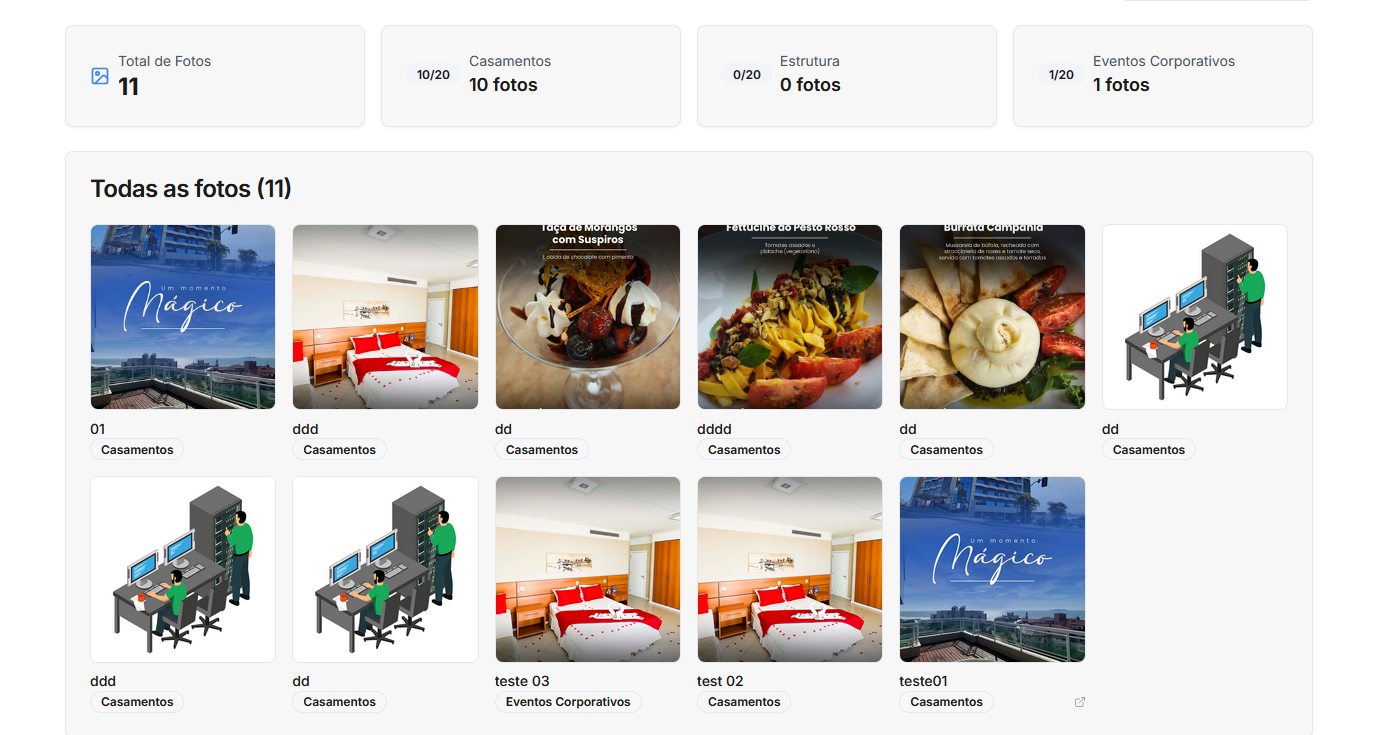 Total de Fotos
11
10/20
Casamentos
10 fotos
0/20
Estrutura
0 fotos
1/20
Eventos Corporativos
1 fotos
Todas as fotos (11)
Um momento
Mágico
Taça de Morangos
com Suspiros
E calda de chocolate com pimenta
Fettucine ao Pesto Rosso
Tomates assados e
pistache (vegetariano)
Burrata Campania
Mussarela de búfala, recheada com
stracciatella de nozes e tomate seco,
servida com tomates assados e torradas
01
Casamentos
ddd
Casamentos
dd
Casamentos
dddd
Casamentos
dd
Casamentos
dd
Casamentos
Um momento
Mágico
ddd
Casamentos
dd
Casamentos
teste 03
Eventos Corporativos
test 02
Casamentos
teste01
Casamentos